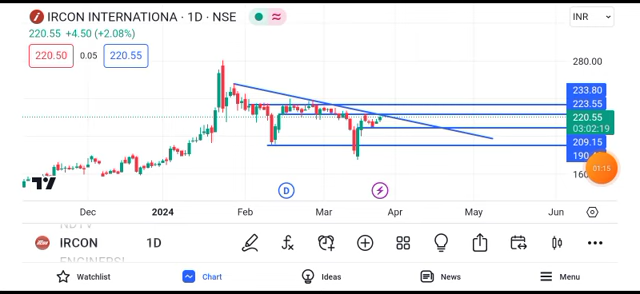 IRCON INTERNATIONA · 1D · NSE
INR
220.55 +4.50 (+2.08%)
220.50 0.05 220.55
280.00
233.80
223.55
220.55
03:02:19
209.15
190.
160
01:15
D
Dec 2024 Feb Mar Apr May Jun
NDTV
IRCON 1D
ENGINERSI
Watchlist Chart Ideas News Menu